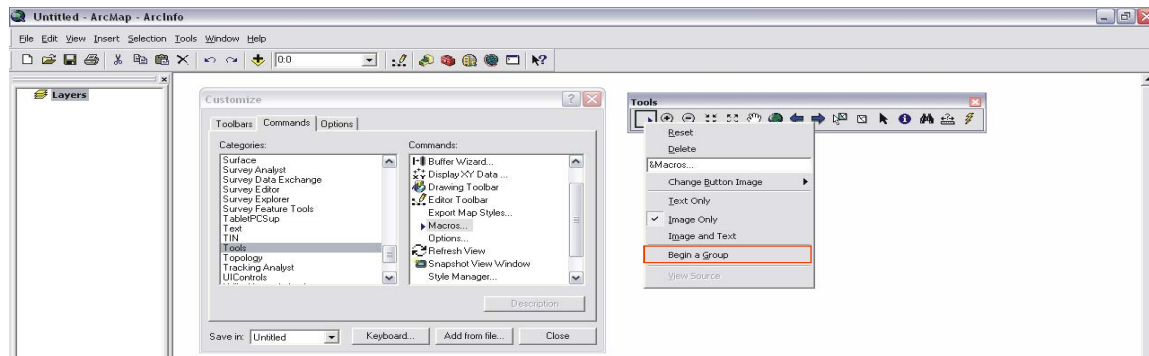 Untitled - ArcMap - ArcInfo
File Edit View Insert Selection Tools Window Help
0:0
Layers
Customize
Toolbars Commands Options
Categories:
Surface
Survey Analyst
Survey Data Exchange
Survey Editor
Survey Explorer
Survey Feature Tools
TabletPCSup
Text
TIN
Tools
Topology
Tracking Analyst
UIControls
Commands:
Buffer Wizard...
Display XY Data ...
Drawing Toolbar
Editor Toolbar
Export Map Styles...
Macros...
Options...
Refresh View
Snapshot View Window
Style Manager...
Description
Save in: Untitled Keyboard... Add from file... Close
Tools
Reset
Delete
&Macros...
Change Button Image
Text Only
Image Only
Image and Text
Begin a Group
View Source